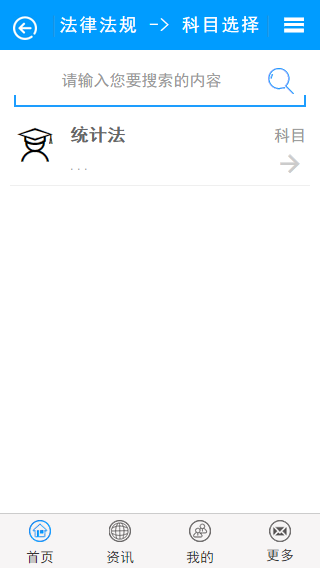 法律法规 -> 科目选择
请输入您要搜索的内容
统计法 科目
...
首页 资讯 我的 更多